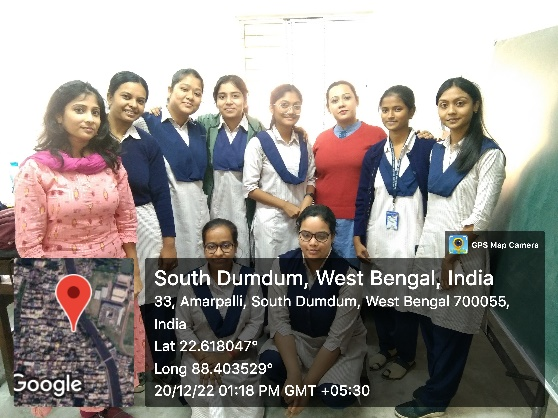 GPS Map Camera
South Dumdum, West Bengal, India
33, Amarpalli, South Dumdum, West Bengal 700055,
India
Lat 22.618047°
Long 88.403529°
20/12/22 01:18 PM GMT +05:30
Google